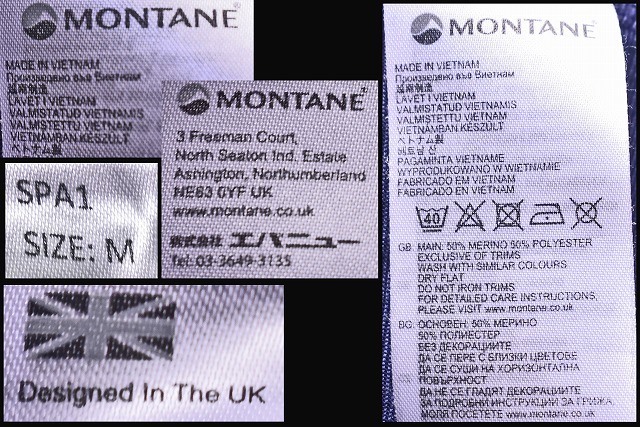 MONTANE
MADE IN VIETNAM
Произведено във Виетнам
越南制造
LAVET I VIETNAM
VALMISTATUD VIETNAMIS
VALMISTETTU VIETNAM
VIETNAMBAN KÉSZÜLT
ベトナム製
MONTANE
3 Freeman Court,
North Seaton Ind. Estate
Ashington, Northumberland
NE63 0YF UK
www.montane.co.uk
株式会社 エバニュー
Tel: 03-3649-3135
SPA1
SIZE: M
Designed In The UK
MONTANE
MADE IN VIETNAM
Произведено във Виетнам
越南制造
LAVET I VIETNAM
VALMISTATUD VIETNAMIS
VALMISTETTU VIETNAM
VIETNAMBAN KÉSZÜLT
ベトナム製
베트남 산
PAGAMINTA VIETNAME
WYPRODUKOWANO W WIETNAMIE
FABRICADO EM VIETNAM
FABRICADO EN VIETNAM
40
GB: MAIN: 50% MERINO 50% POLYESTER
EXCLUSIVE OF TRIMS
WASH WITH SIMILAR COLOURS
DRY FLAT
DO NOT IRON TRIMS
FOR DETAILED CARE INSTRUCTIONS,
PLEASE VISIT www.montane.co.uk
BG: ОСНОВЕН: 50% МЕРИНО
50% ПОЛИЕСТЕР
БЕЗ ДЕКОРАЦИИТЕ
ДА СЕ ПЕРЕ С БЛИЗКИ ЦВЕТОВЕ
ДА СЕ СУШИ НА ХОРИЗОНТАЛНА
ПОВЪРХНОСТ
ДА НЕ СЕ ГЛАДЯТ ДЕКОРАЦИИТЕ
ЗА ПОДРОБНИ ИНСТРУКЦИИ ЗА ГРИЖА,
МОЛЯ ПОСЕТЕТЕ www.montane.co.uk